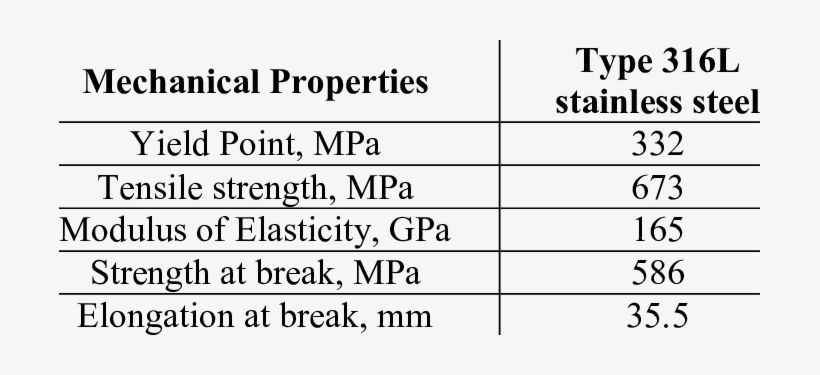 Mechanical Properties
Type 316L
stainless steel
Yield Point, MPa 332
Tensile strength, MPa 673
Modulus of Elasticity, GPa 165
Strength at break, MPa 586
Elongation at break, mm 35.5